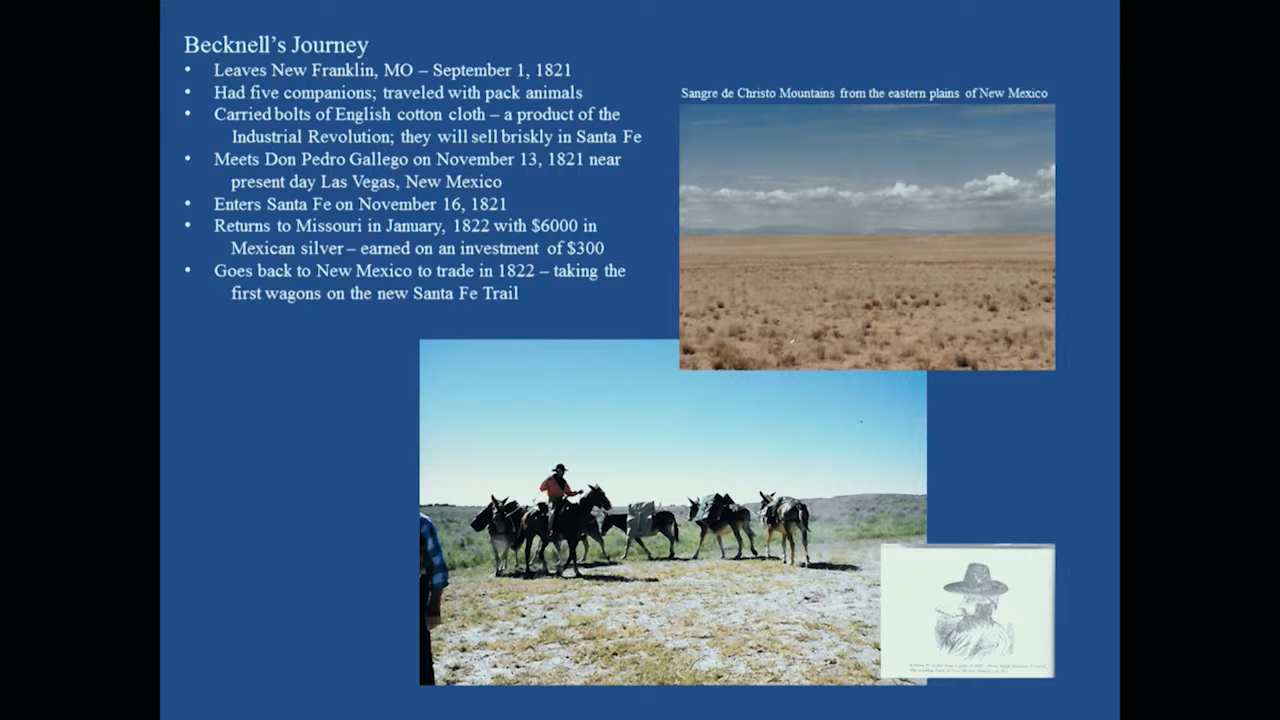 Becknell's Journey
• Leaves New Franklin, MO – September 1, 1821
• Had five companions; traveled with pack animals
• Carried bolts of English cotton cloth – a product of the
Industrial Revolution; they will sell briskly in Santa Fe
• Meets Don Pedro Gallego on November 13, 1821 near
present day Las Vegas, New Mexico
• Enters Santa Fe on November 16, 1821
• Returns to Missouri in January, 1822 with $6000 in
Mexican silver – earned on an investment of $300
• Goes back to New Mexico to trade in 1822 – taking the
first wagons on the new Santa Fe Trail
Sangre de Christo Mountains from the eastern plains of New Mexico